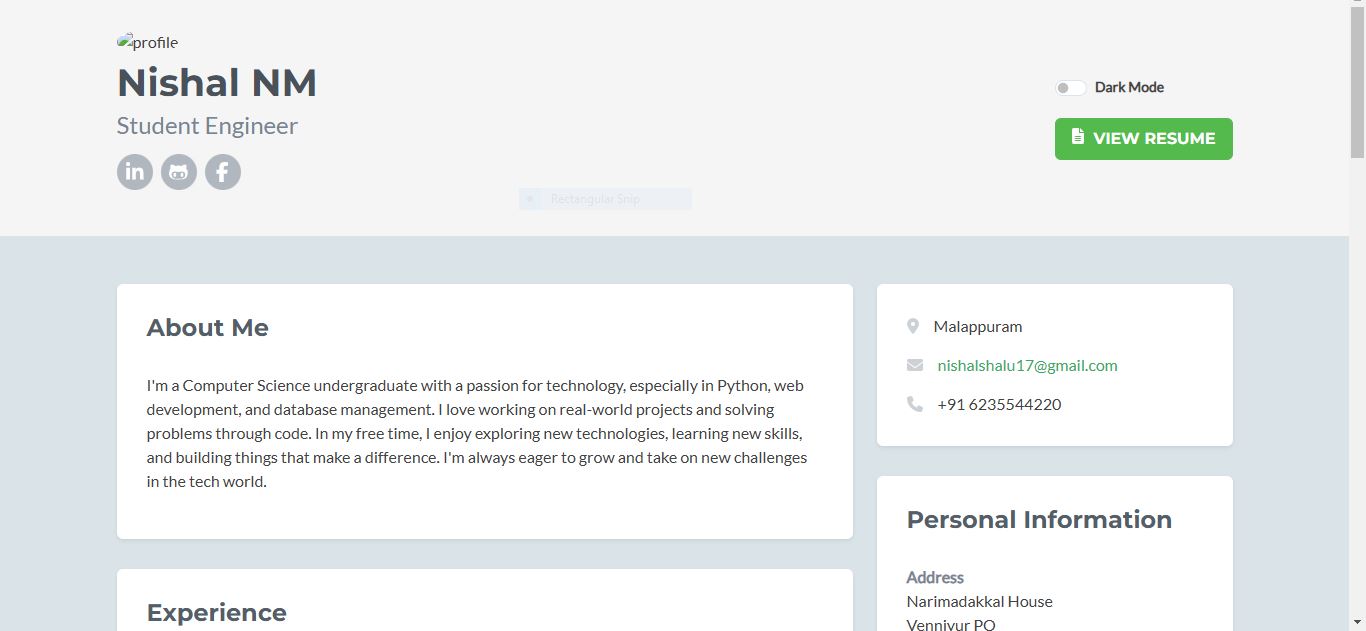 profile
Nishal NM
Student Engineer
in
Dark Mode
VIEW RESUME
Rectangular Snip
About Me
I'm a Computer Science undergraduate with a passion for technology, especially in Python, web
development, and database management. I love working on real-world projects and solving
problems through code. In my free time, I enjoy exploring new technologies, learning new skills,
and building things that make a difference. I'm always eager to grow and take on new challenges
in the tech world.
Experience
Malappuram
nishalshalu17@gmail.com
+91 6235544220
Personal Information
Address
Narimadakkal House
Venniyur PO